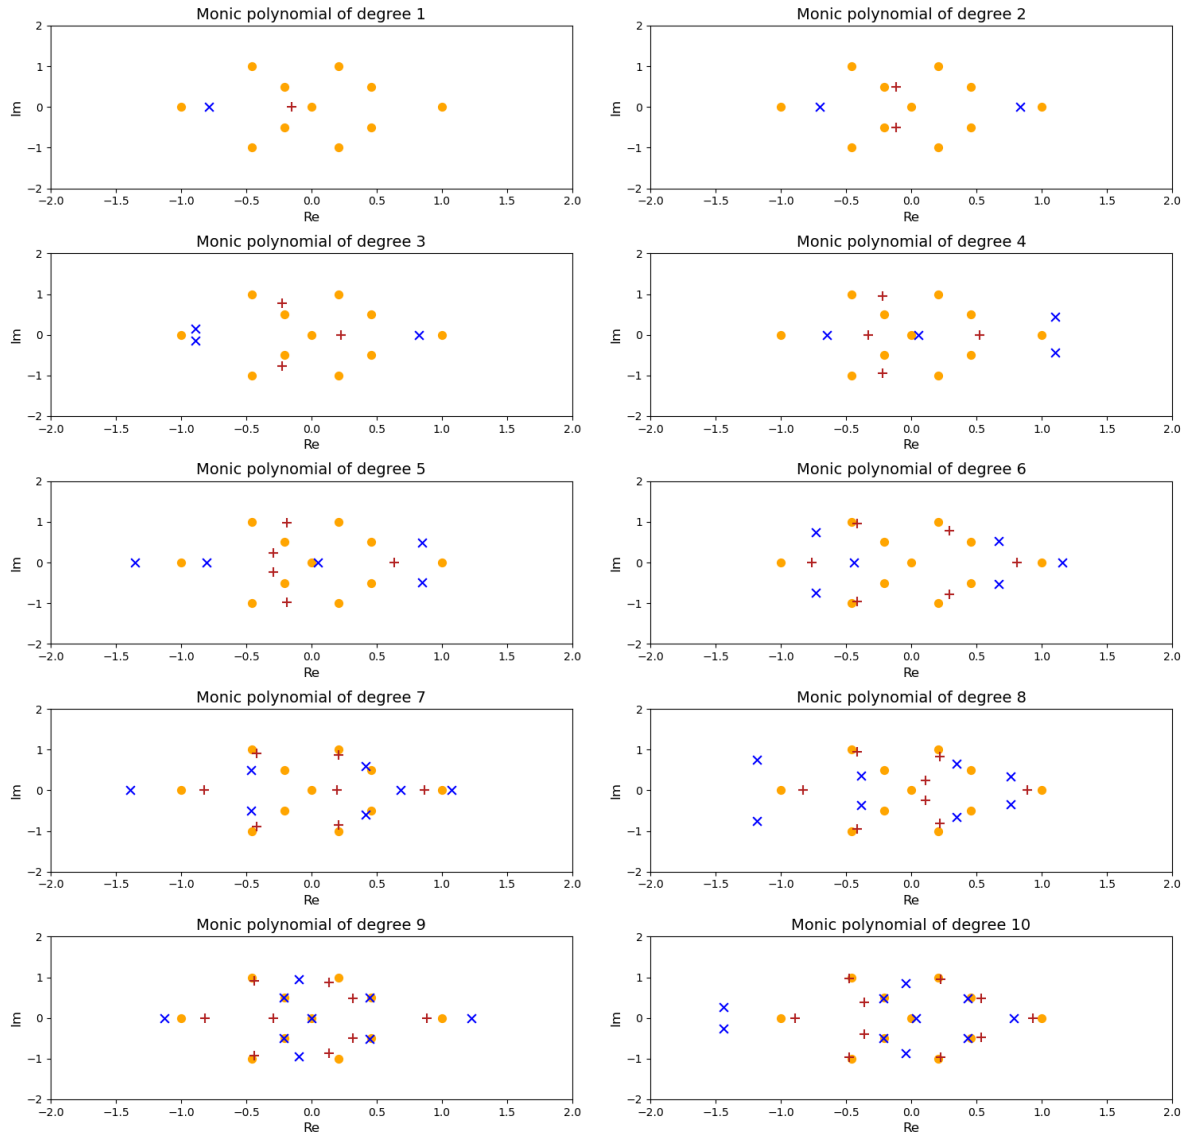 Monic polynomial of degree 1
2
1
0
−1
−2
Im
−2.0 −1.5 −1.0 −0.5 0.0 0.5 1.0 1.5 2.0
Re
Monic polynomial of degree 2
2
1
0
−1
−2
Im
−2.0 −1.5 −1.0 −0.5 0.0 0.5 1.0 1.5 2.0
Re
Monic polynomial of degree 3
2
1
0
−1
−2
Im
−2.0 −1.5 −1.0 −0.5 0.0 0.5 1.0 1.5 2.0
Re
Monic polynomial of degree 4
2
1
0
−1
−2
Im
−2.0 −1.5 −1.0 −0.5 0.0 0.5 1.0 1.5 2.0
Re
Monic polynomial of degree 5
2
1
0
−1
−2
Im
−2.0 −1.5 −1.0 −0.5 0.0 0.5 1.0 1.5 2.0
Re
Monic polynomial of degree 6
2
1
0
−1
−2
Im
−2.0 −1.5 −1.0 −0.5 0.0 0.5 1.0 1.5 2.0
Re
Monic polynomial of degree 7
2
1
0
−1
−2
Im
−2.0 −1.5 −1.0 −0.5 0.0 0.5 1.0 1.5 2.0
Re
Monic polynomial of degree 8
2
1
0
−1
−2
Im
−2.0 −1.5 −1.0 −0.5 0.0 0.5 1.0 1.5 2.0
Re
Monic polynomial of degree 9
2
1
0
−1
−2
Im
−2.0 −1.5 −1.0 −0.5 0.0 0.5 1.0 1.5 2.0
Re
Monic polynomial of degree 10
2
1
0
−1
−2
Im
−2.0 −1.5 −1.0 −0.5 0.0 0.5 1.0 1.5 2.0
Re